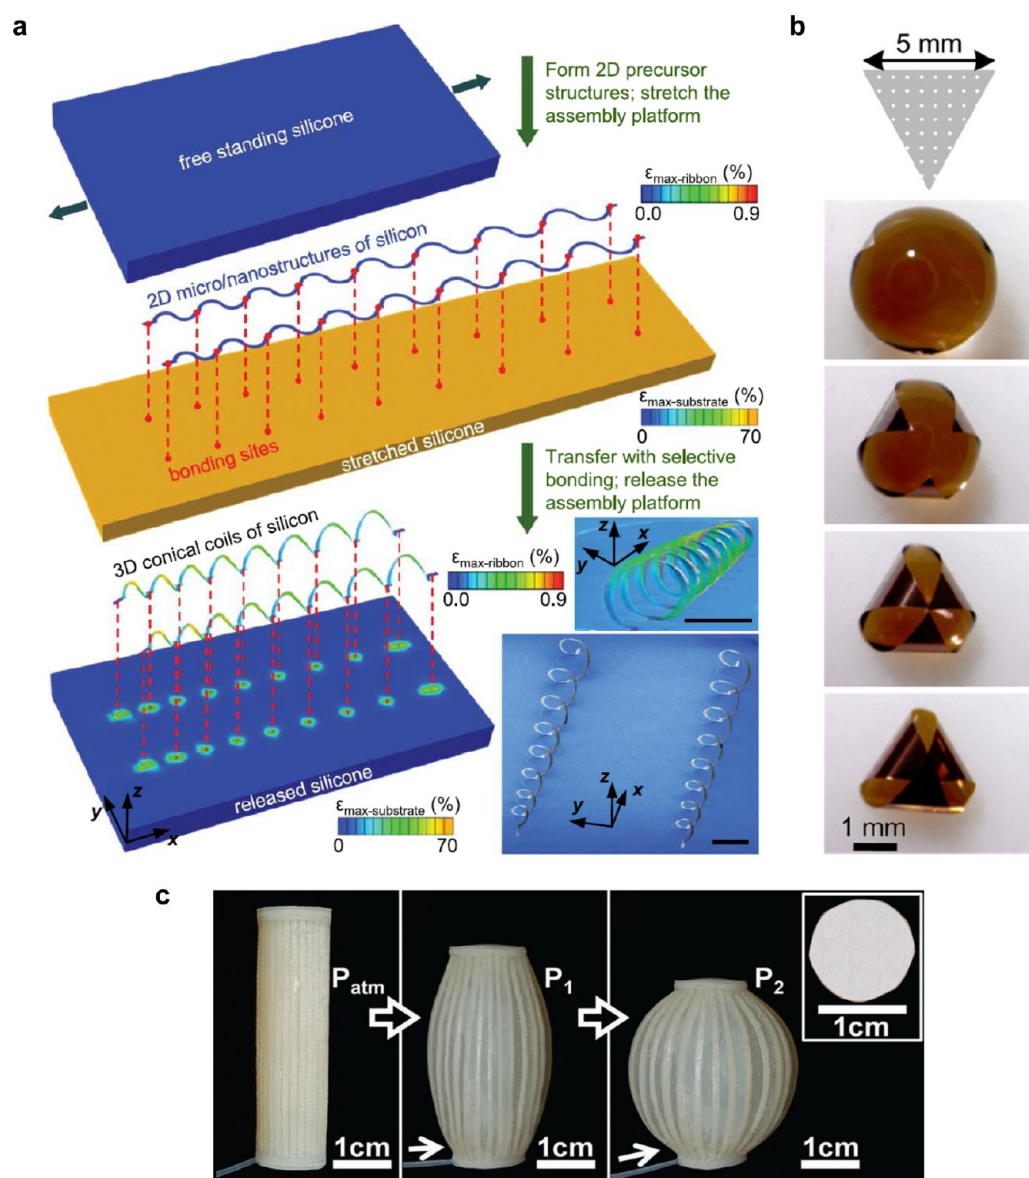 a
free standing silicone
Form 2D precursor
structures; stretch the
assembly platform
εmax-ribbon (%)
0.0 0.9
2D micro/nanostructures of silicon
bonding sites
stretched silicone
εmax-substrate (%)
0 70
Transfer with selective
bonding; release the
assembly platform
3D conical coils of silicon
εmax-ribbon (%)
0.0 0.9
z
x
y
released silicone
y
z
x
εmax-substrate (%)
0 70
z
y
x
b
5 mm
1 mm
c
Patm
P1
P2
1cm
1cm
1cm
1cm